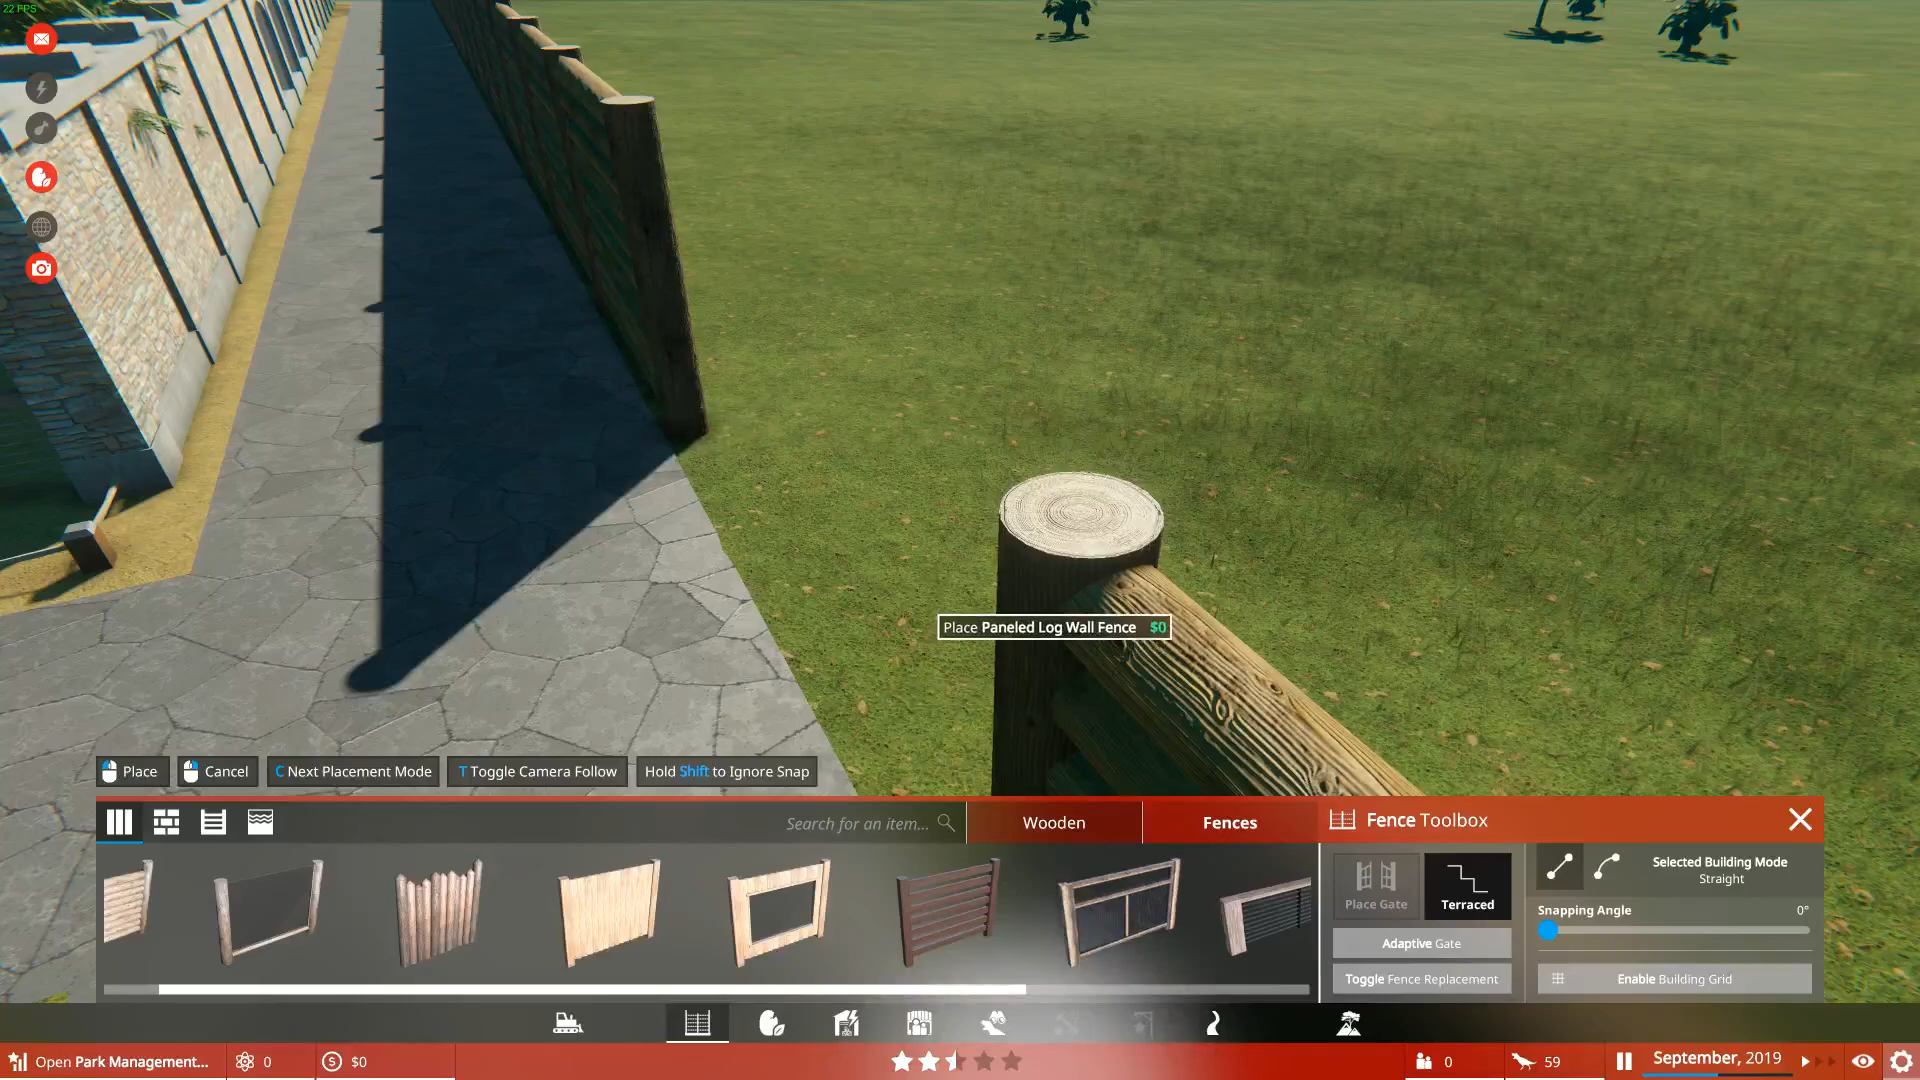 22 FPS
Place Paneled Log Wall Fence $0
Place
Cancel
C Next Placement Mode
T Toggle Camera Follow
Hold Shift to Ignore Snap
Search for an item...
Wooden
Fences
Fence Toolbox
Place Gate
Terraced
Adaptive Gate
Toggle Fence Replacement
Selected Building Mode
Straight
Snapping Angle 0°
Enable Building Grid
Open Park Management...
0
$0
0
59
September, 2019